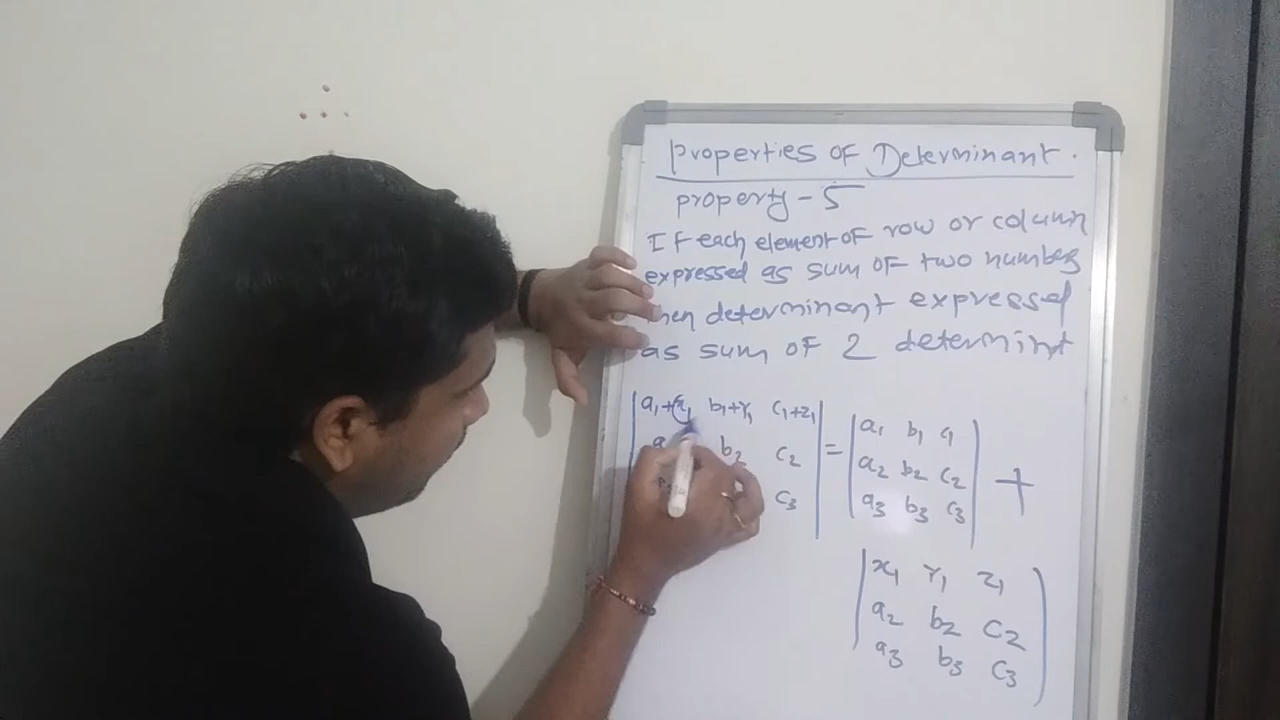 Properties of Determinant.
property - 5
If each element of row or column
expressed as sum of two numbers
then determinant expressed
as sum of 2 determint
| a₁+x₁ b₁+y₁ c₁+z₁ | = | a₁ b₁ c₁ | +
| b₂ c₂ | | a₂ b₂ c₂ |
| c₃ | | a₃ b₃ c₃ |
| x₁ y₁ z₁ |
| a₂ b₂ c₂ |
| a₃ b₃ c₃ |